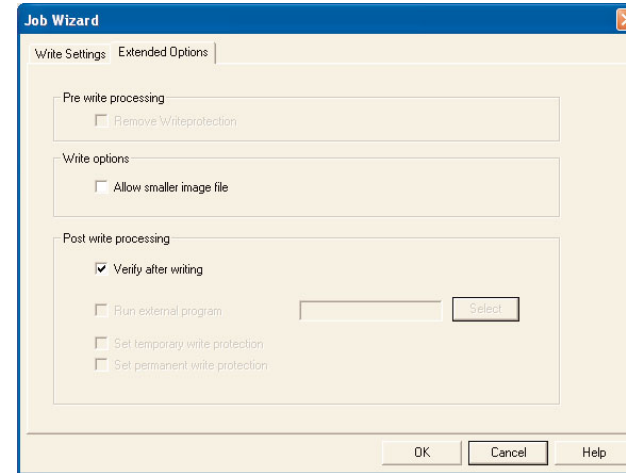 Job Wizard
Write Settings Extended Options
Pre write processing
Remove Writeprotection
Write options
Allow smaller image file
Post write processing
Verify after writing
Run external program Select
Set temporary write protection
Set permanent write protection
OK Cancel Help